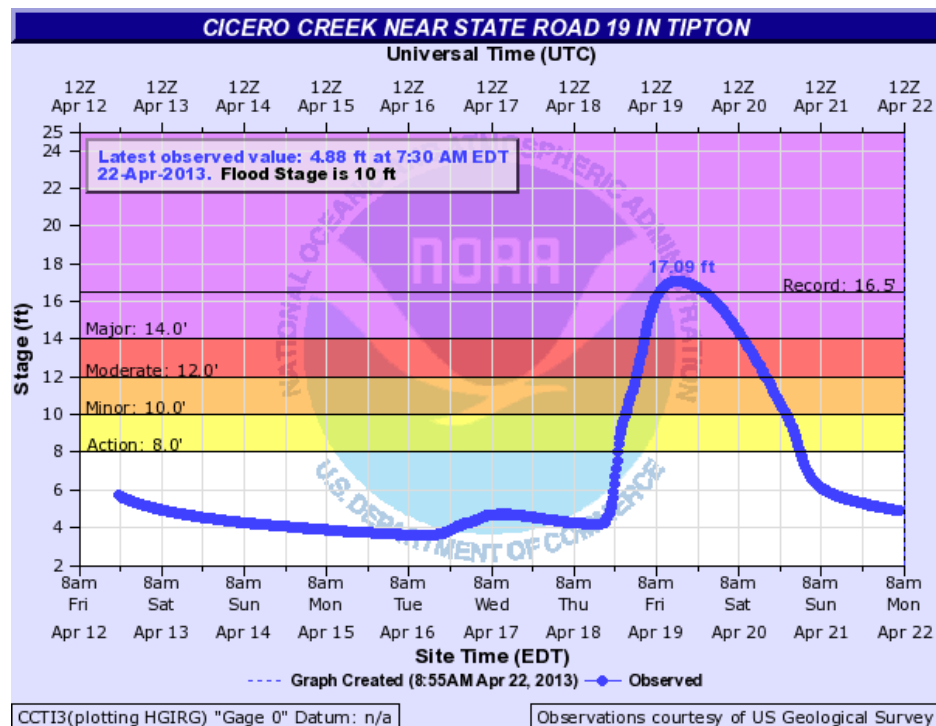 CICERO CREEK NEAR STATE ROAD 19 IN TIPTON
Universal Time (UTC)
12Z 12Z 12Z 12Z 12Z 12Z 12Z 12Z 12Z 12Z 12Z
Apr 12 Apr 13 Apr 14 Apr 15 Apr 16 Apr 17 Apr 18 Apr 19 Apr 20 Apr 21 Apr 22
25
24
22
20
18
16
14
12
10
8
6
4
2
Stage (ft)
Latest observed value: 4.88 ft at 7:30 AM EDT
22-Apr-2013. Flood Stage is 10 ft
NATIONAL OCEANIC AND ATMOSPHERIC ADMINISTRATION
NOAA
U.S. DEPARTMENT OF COMMERCE
17.09 ft
Record: 16.5'
Major: 14.0'
Moderate: 12.0'
Minor: 10.0'
Action: 8.0'
8am 8am 8am 8am 8am 8am 8am 8am 8am 8am 8am
Fri Sat Sun Mon Tue Wed Thu Fri Sat Sun Mon
Apr 12 Apr 13 Apr 14 Apr 15 Apr 16 Apr 17 Apr 18 Apr 19 Apr 20 Apr 21 Apr 22
Site Time (EDT)
Graph Created (8:55AM Apr 22, 2013) Observed
CCTI3(plotting HGIRG) "Gage 0" Datum: n/a
Observations courtesy of US Geological Survey